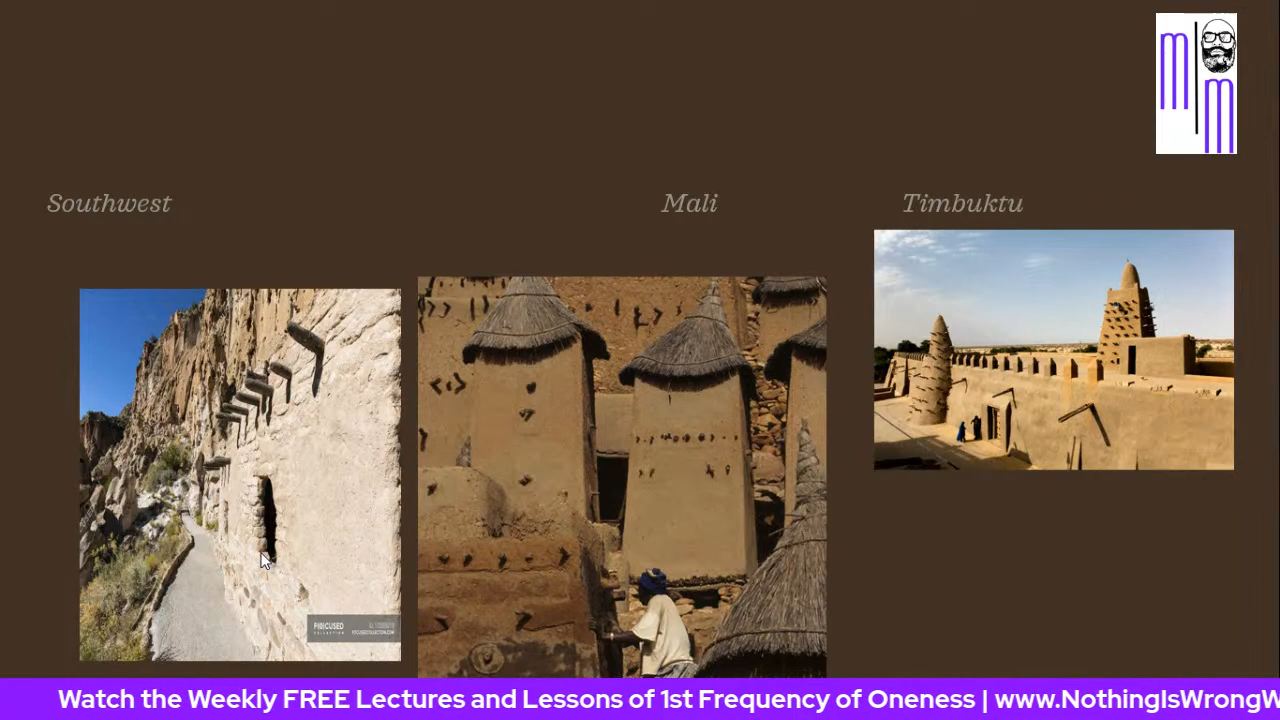 m
m
Southwest
Mali
Timbuktu
FOCUSED
COLLECTION
Watch the Weekly FREE Lectures and Lessons of 1st Frequency of Oneness | www.NothingIsWrongW